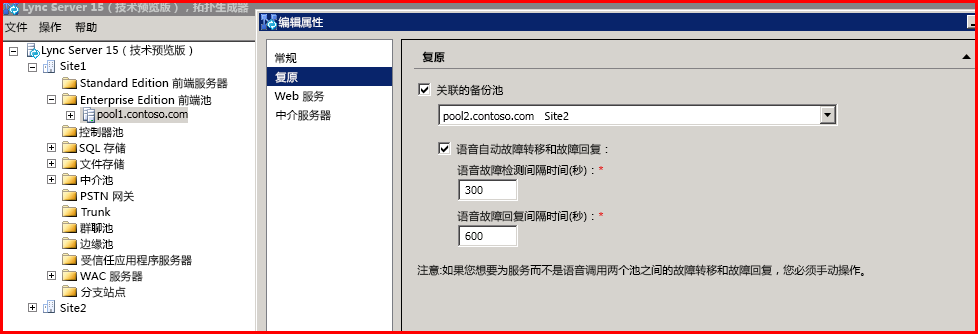 Lync Server 15（技术预览版），拓扑生成器
文件 操作 帮助
Lync Server 15（技术预览版）
Site1
Standard Edition 前端服务器
Enterprise Edition 前端池
pool1.contoso.com
控制器池
SQL 存储
文件存储
中介池
PSTN 网关
Trunk
群聊池
边缘池
受信任应用程序服务器
WAC 服务器
分支站点
Site2
编辑属性
常规
复原
Web 服务
中介服务器
复原
关联的备份池
pool2.contoso.com Site2
语音自动故障转移和故障回复：
语音故障检测间隔时间(秒)：*
300
语音故障回复间隔时间(秒)：*
600
注意:如果您想要为服务而不是语音调用两个池之间的故障转移和故障回复，您必须手动操作。